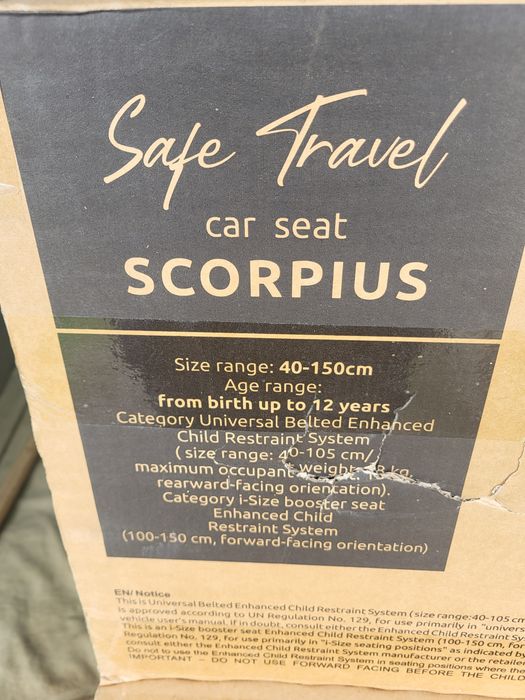 Safe Travel
car seat
SCORPIUS
Size range: 40-150cm
Age range:
from birth up to 12 years
Category Universal Belted Enhanced
Child Restraint System
( size range: 40-105 cm/
maximum occupant weight: 18 kg,
rearward-facing orientation).
Category i-Size booster seat
Enhanced Child
Restraint System
(100-150 cm, forward-facing orientation)
EN/ Notice
This is Universal Belted Enhanced Child Restraint System (size range:40-105 cm
is approved according to UN Regulation No. 129, for use primarily in "univers
vehicle user's manual. If in doubt, consult either the Enhanced Child Restraint Sy
This is an i-Size booster seat Enhanced Child Restraint System (100-150 cm, for
Regulation No. 129, for use primarily in "i-Size seating positions" as indicated b
consult either the Enhanced Child Restraint System manufacturer or the retailer
Do not to use the Enhanced Child Restraint System in seating positions where the
IMPORTANT - DO NOT USE FORWARD FACING BEFORE THE CHILD